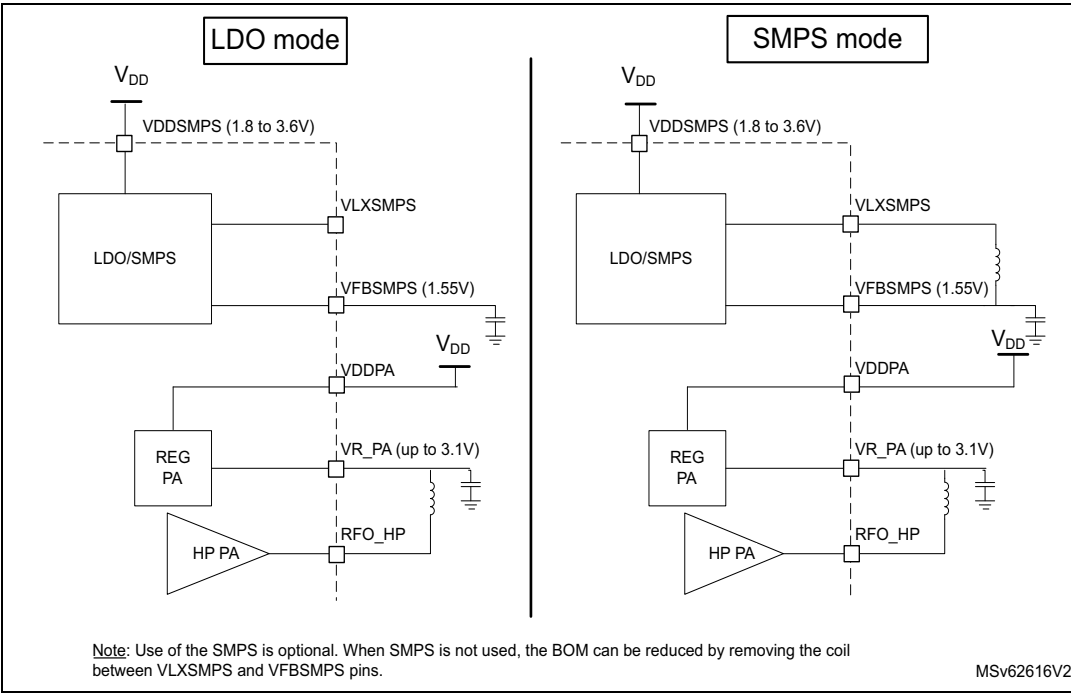 LDO mode
VDD
VDDSMPS (1.8 to 3.6V)
VLXSMPS
LDO/SMPS
VFBSMPS (1.55V)
VDD
VDDPA
REG
PA
VR_PA (up to 3.1V)
RFO_HP
HP PA
SMPS mode
VDD
VDDSMPS (1.8 to 3.6V)
VLXSMPS
LDO/SMPS
VFBSMPS (1.55V)
VDD
VDDPA
REG
PA
VR_PA (up to 3.1V)
RFO_HP
HP PA
Note: Use of the SMPS is optional. When SMPS is not used, the BOM can be reduced by removing the coil
between VLXSMPS and VFBSMPS pins.
MSv62616V2